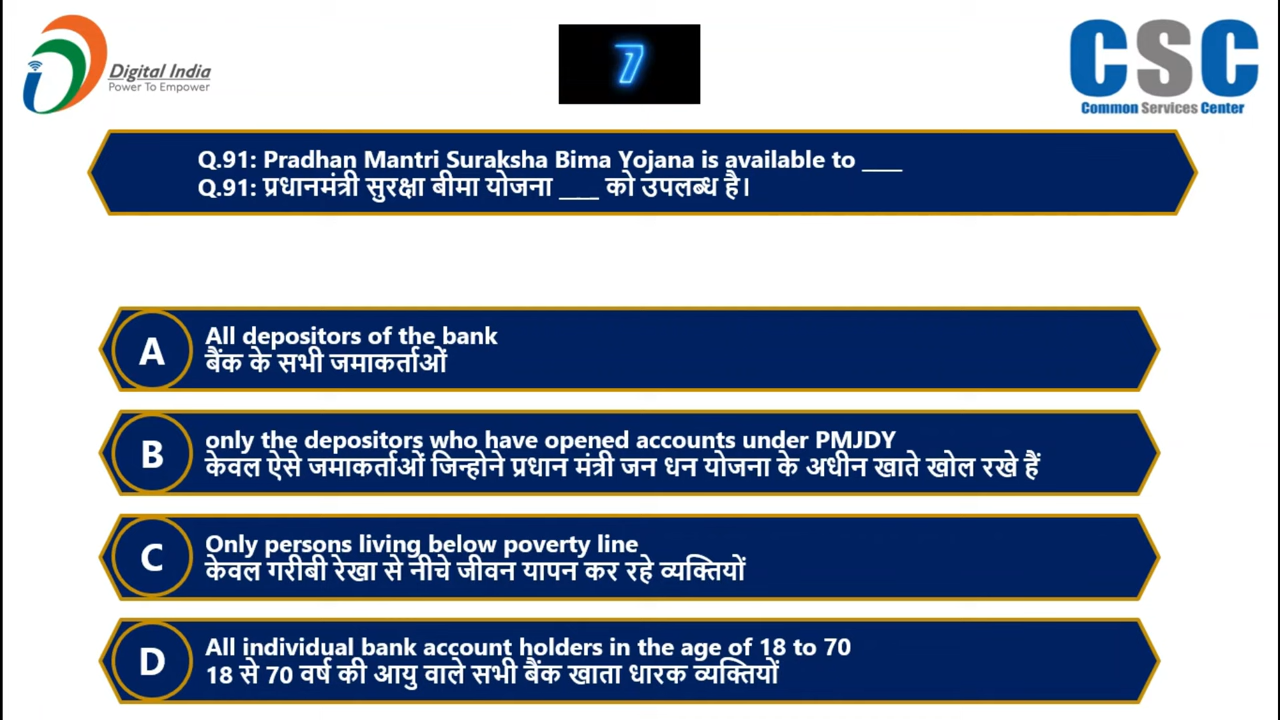 Digital India
Power To Empower
7
CSC
Common Services Center
Q.91: Pradhan Mantri Suraksha Bima Yojana is available to ____
Q.91: प्रधानमंत्री सुरक्षा बीमा योजना ____ को उपलब्ध है।
A
All depositors of the bank
बैंक के सभी जमाकर्ताओं
B
only the depositors who have opened accounts under PMJDY
केवल ऐसे जमाकर्ताओं जिन्होने प्रधान मंत्री जन धन योजना के अधीन खाते खोल रखे हैं
C
Only persons living below poverty line
केवल गरीबी रेखा से नीचे जीवन यापन कर रहे व्यक्तियों
D
All individual bank account holders in the age of 18 to 70
18 से 70 वर्ष की आयु वाले सभी बैंक खाता धारक व्यक्तियों